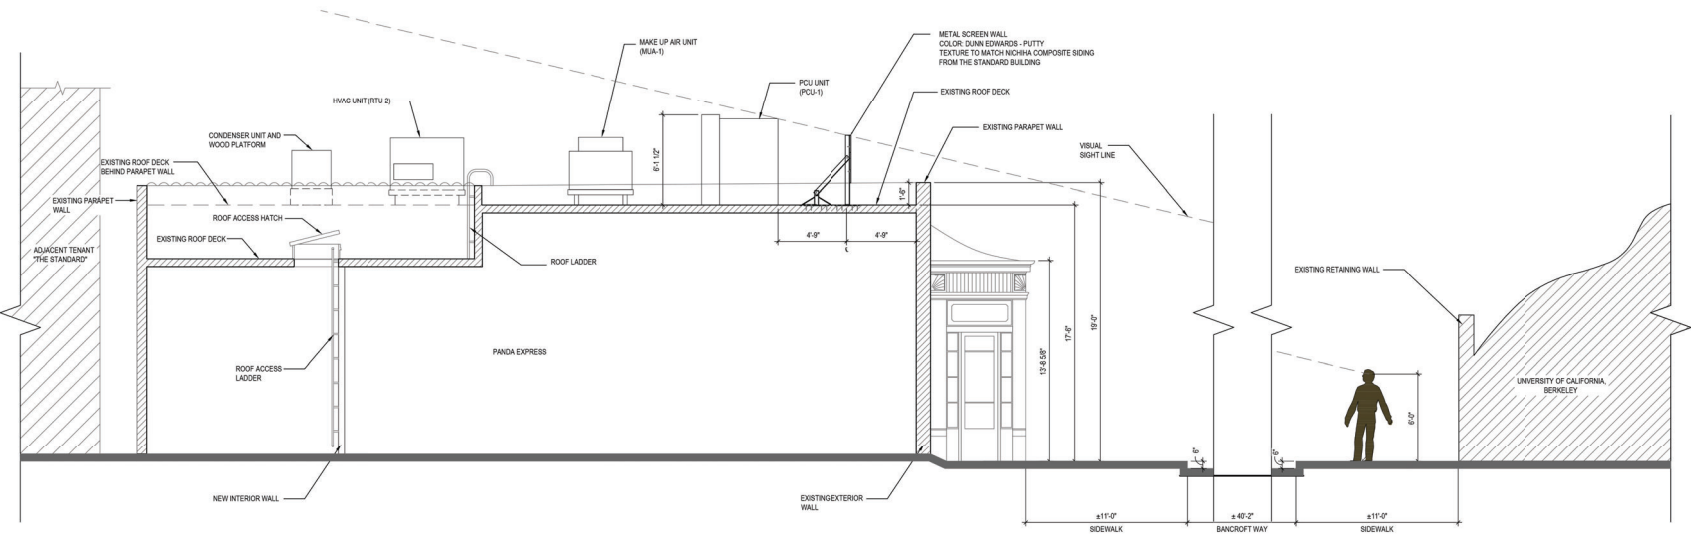 METAL SCREEN WALL
COLOR: DUNN EDWARDS - PUTTY
TEXTURE TO MATCH NICHIHA COMPOSITE SIDING
FROM THE STANDARD BUILDING
MAKE UP AIR UNIT
(MUA-1)
PCU UNIT
(PCU-1)
EXISTING ROOF DECK
HVAC UNIT(RTU 2)
EXISTING PARAPET WALL
CONDENSER UNIT AND
WOOD PLATFORM
VISUAL
SIGHT LINE
EXISTING ROOF DECK
BEHIND PARAPET WALL
6'-1 1/2"
1'-6"
EXISTING PARAPET
WALL
ROOF ACCESS HATCH
EXISTING ROOF DECK
4'-9"
4'-9"
ADJACENT TENANT
"THE STANDARD"
ROOF LADDER
EXISTING RETAINING WALL
PANDA EXPRESS
13'-8 5/8"
17'-6"
19'-0"
ROOF ACCESS
LADDER
UNVERSITY OF CALIFORNIA,
BERKELEY
6'-0"
6"
6"
NEW INTERIOR WALL
EXISTINGEXTERIOR
WALL
±11'-0"
SIDEWALK
± 40'-2"
BANCROFT WAY
±11'-0"
SIDEWALK